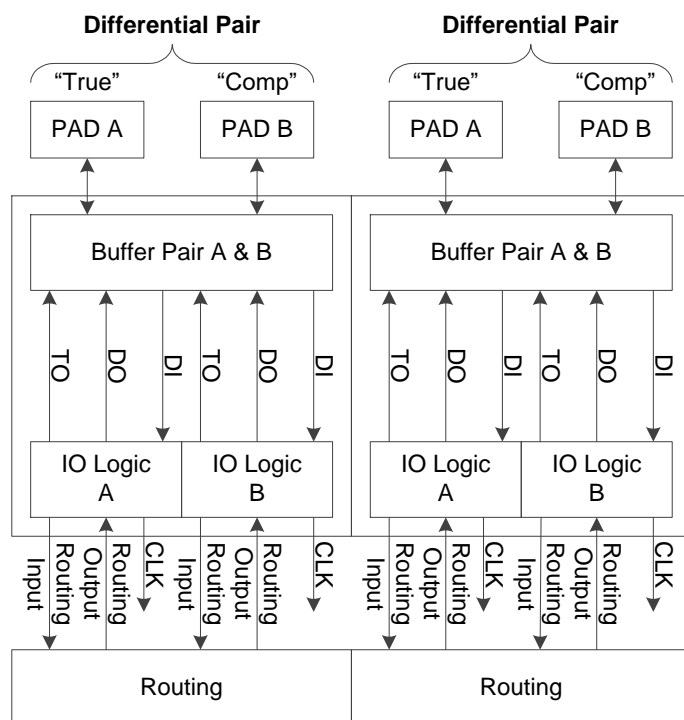 Differential Pair Differential Pair
“True” “Comp” “True” “Comp”
PAD A PAD B PAD A PAD B
Buffer Pair A & B Buffer Pair A & B
TO DO DI TO DO DI TO DO DI TO DO DI
IO Logic A IO Logic B IO Logic A IO Logic B
Routing Input Routing Output CLK Routing Input Routing Output CLK Routing Input Routing Output CLK Routing Input Routing Output CLK
Routing Routing